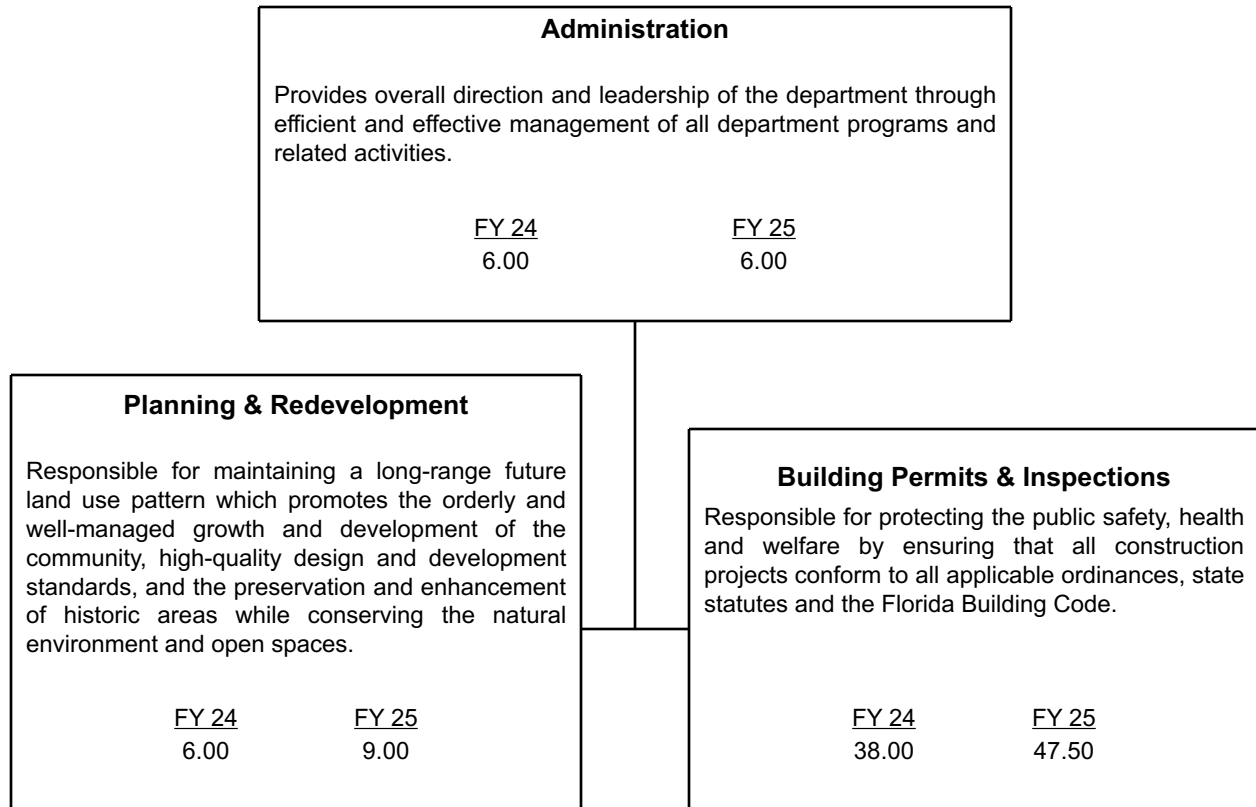 Administration
Provides overall direction and leadership of the department through
efficient and effective management of all department programs and
related activities.
FY 24 FY 25
6.00 6.00
Planning & Redevelopment
Responsible for maintaining a long-range future
land use pattern which promotes the orderly and
well-managed growth and development of the
community, high-quality design and development
standards, and the preservation and enhancement
of historic areas while conserving the natural
environment and open spaces.
FY 24 FY 25
6.00 9.00
Building Permits & Inspections
Responsible for protecting the public safety, health
and welfare by ensuring that all construction
projects conform to all applicable ordinances, state
statutes and the Florida Building Code.
FY 24 FY 25
38.00 47.50